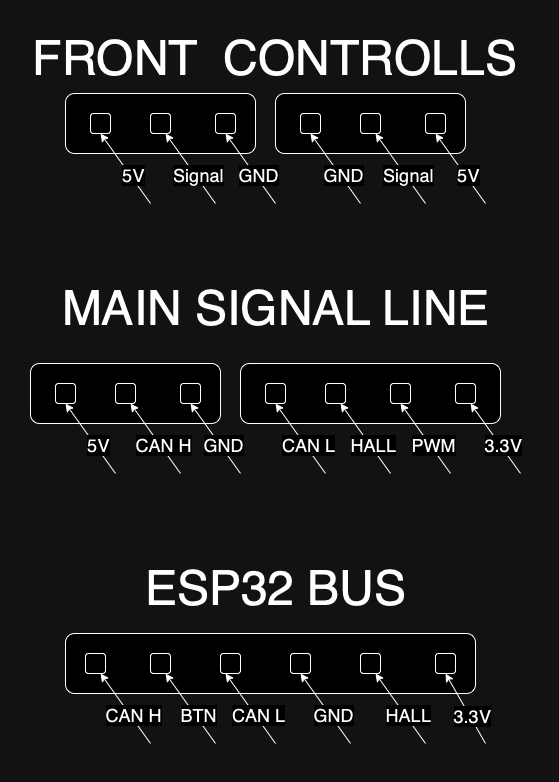 FRONT CONTROLLS
5V Signal GND GND Signal 5V
MAIN SIGNAL LINE
5V CAN H GND CAN L HALL PWM 3.3V
ESP32 BUS
CAN H BTN CAN L GND HALL 3.3V